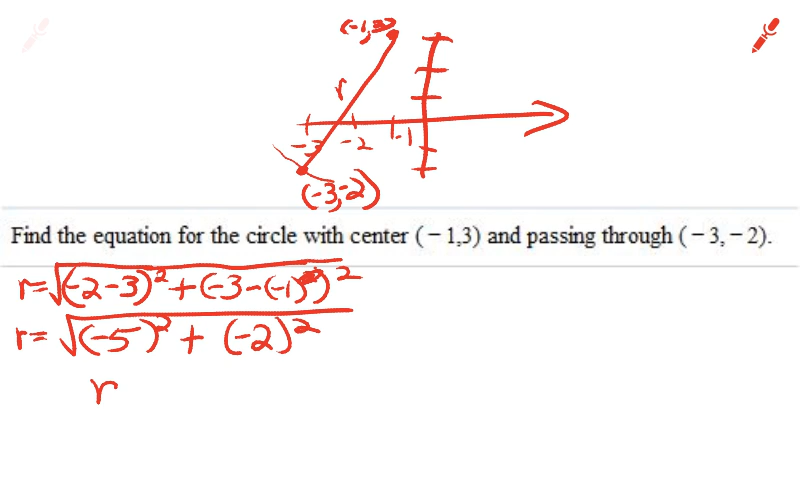 (-1,3)
r
-3 -2 -1
(-3,-2)
Find the equation for the circle with center (−1,3) and passing through (−3,−2).
r=√(-2-3)²+(-3-(-1))²
r=√(-5)²+(-2)²
r